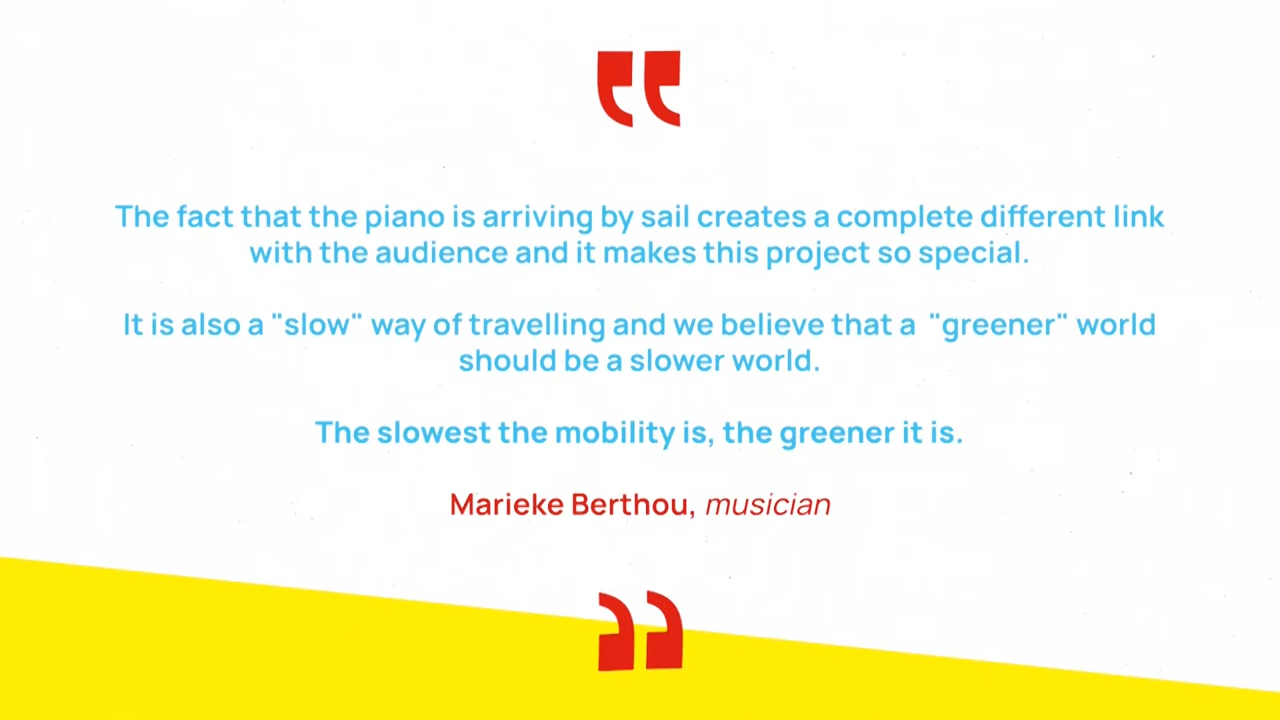 The fact that the piano is arriving by sail creates a complete different link
with the audience and it makes this project so special.
It is also a "slow" way of travelling and we believe that a  "greener" world
should be a slower world.
The slowest the mobility is, the greener it is.
Marieke Berthou, musician